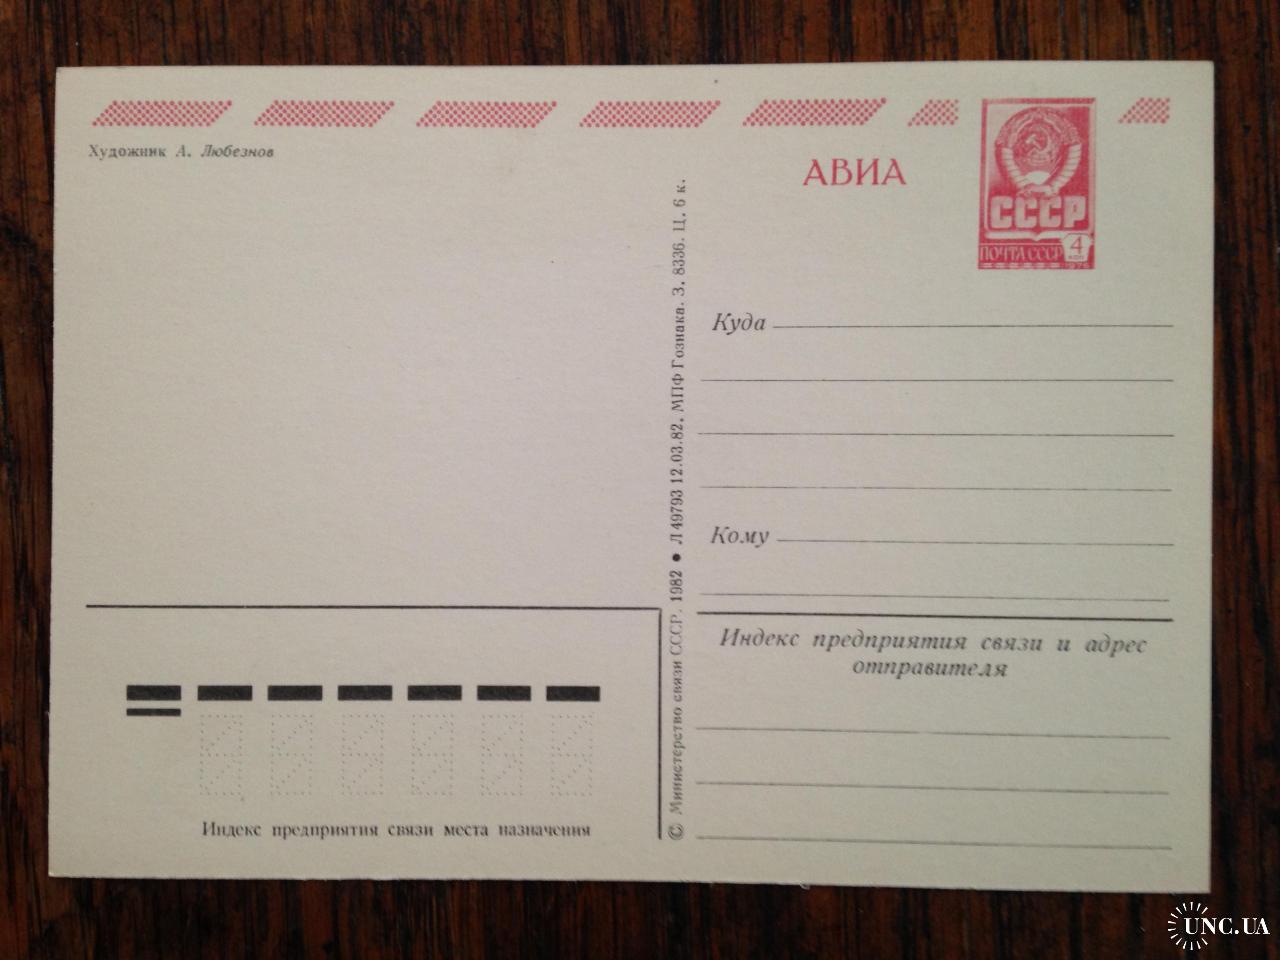 Художник А. Любезнов
АВИА
СССР
ПОЧТА СССР
4
коп
1976
Куда
Кому
Индекс предприятия связи и адрес
отправителя
© Министерство связи СССР. 1982 ● Л 49793 12.03.82. МПФ Гознака. З. 8336. Ц. 6 к.
Индекс предприятия связи места назначения
UNC.UA